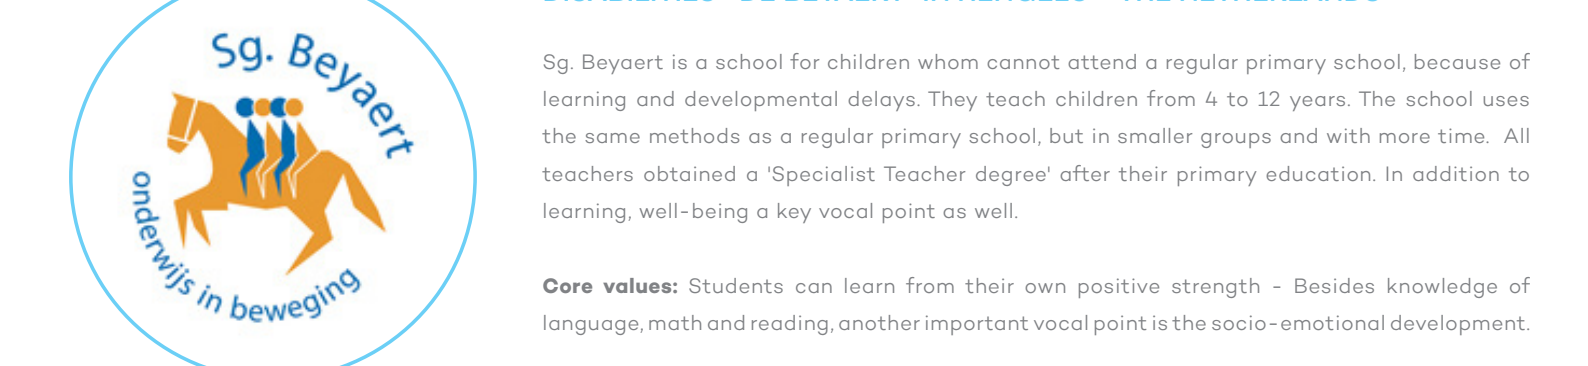 Sg. Beyaert
onderwijs in beweging
Sg. Beyaert is a school for children whom cannot attend a regular primary school, because of
learning and developmental delays. They teach children from 4 to 12 years. The school uses
the same methods as a regular primary school, but in smaller groups and with more time. All
teachers obtained a 'Specialist Teacher degree' after their primary education. In addition to
learning, well-being a key vocal point as well.
Core values: Students can learn from their own positive strength - Besides knowledge of
language, math and reading, another important vocal point is the socio-emotional development.